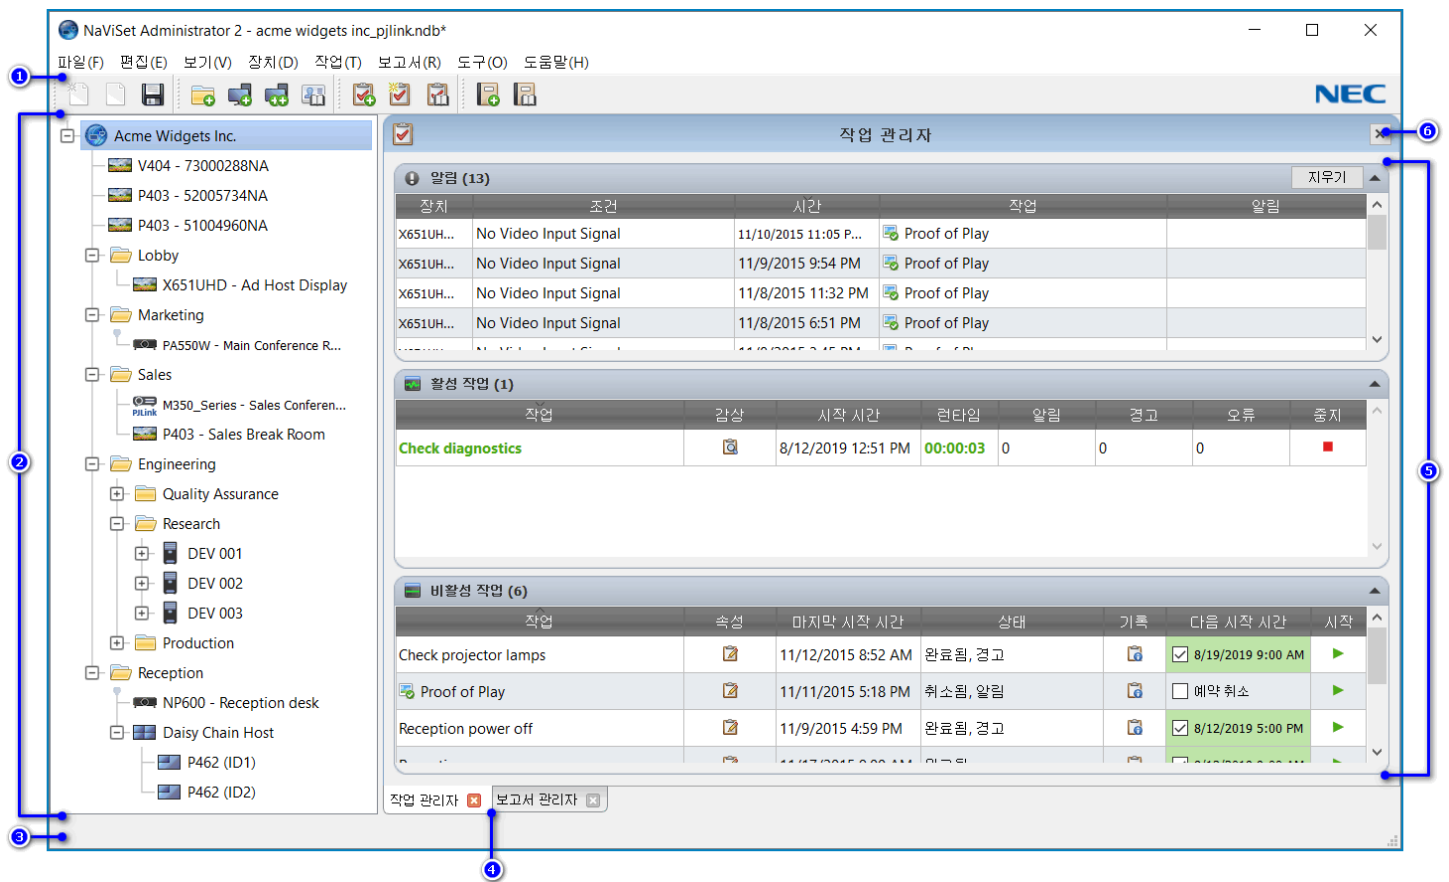 NaViSet Administrator 2 - acme widgets inc_pjlink.ndb*
파일(F) 편집(E) 보기(V) 장치(D) 작업(T) 보고서(R) 도구(O) 도움말(H)
1
NEC
2
Acme Widgets Inc.
V404 - 73000288NA
P403 - 52005734NA
P403 - 51004960NA
Lobby
X651UHD - Ad Host Display
Marketing
PA550W - Main Conference R...
Sales
PJLink M350_Series - Sales Conferen...
P403 - Sales Break Room
Engineering
Quality Assurance
Research
DEV 001
DEV 002
DEV 003
Production
Reception
NP600 - Reception desk
Daisy Chain Host
P462 (ID1)
P462 (ID2)
작업 관리자
6
알림 (13) 지우기
5
장치 조건 시간 작업 알림
X651UH... No Video Input Signal 11/10/2015 11:05 P... Proof of Play
X651UH... No Video Input Signal 11/9/2015 9:54 PM Proof of Play
X651UH... No Video Input Signal 11/8/2015 11:32 PM Proof of Play
X651UH... No Video Input Signal 11/8/2015 6:51 PM Proof of Play
활성 작업 (1)
작업 감상 시작 시간 런타임 알림 경고 오류 중지
Check diagnostics 8/12/2019 12:51 PM 00:00:03 0 0 0
비활성 작업 (6)
작업 속성 마지막 시작 시간 상태 기록 다음 시작 시간 시작
Check projector lamps 11/12/2015 8:52 AM 완료됨, 경고 8/19/2019 9:00 AM
Proof of Play 11/11/2015 5:18 PM 취소됨, 알림 예약 취소
Reception power off 11/9/2015 4:59 PM 완료됨, 경고 8/12/2019 5:00 PM
작업 관리자 보고서 관리자
3
4